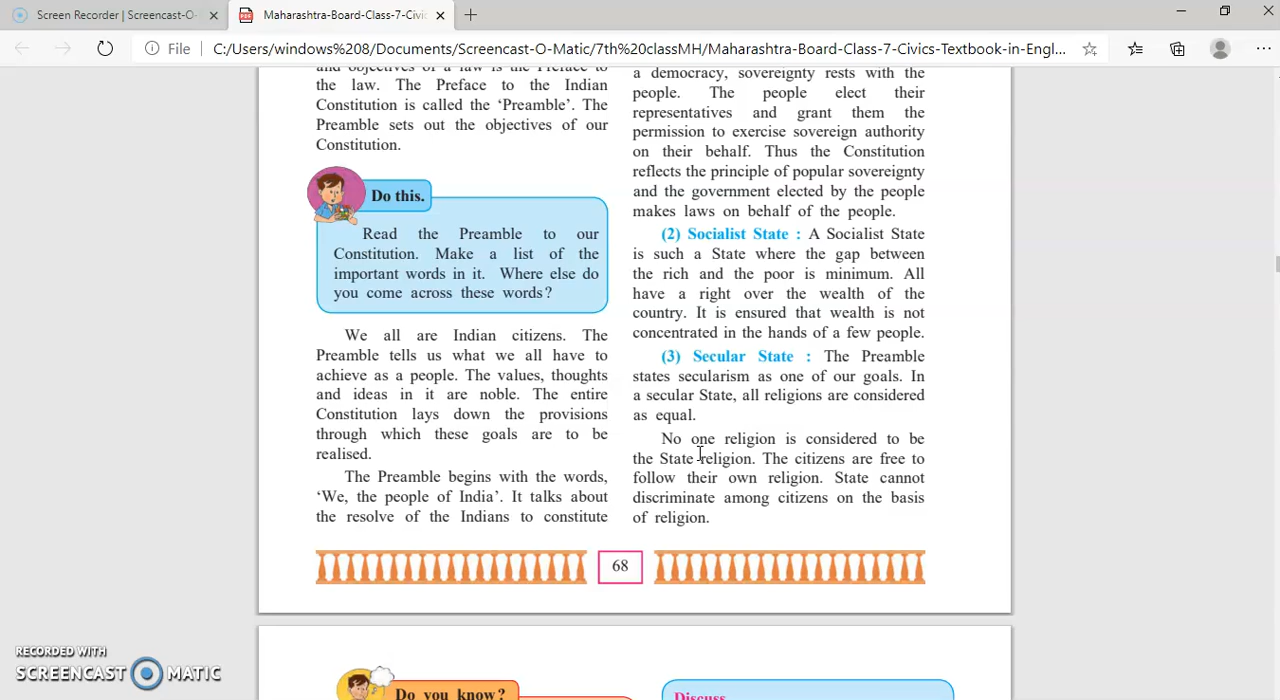 Screen Recorder | Screencast-O-
Maharashtra-Board-Class-7-Civic
File
C:/Users/windows%208/Documents/Screencast-O-Matic/7th%20classMH/Maharashtra-Board-Class-7-Civics-Textbook-in-Engl...
and objectives of a law is the Preface to
the law. The Preface to the Indian
Constitution is called the ‘Preamble’. The
Preamble sets out the objectives of our
Constitution.
Do this.
Read the Preamble to our
Constitution. Make a list of the
important words in it. Where else do
you come across these words?
We all are Indian citizens. The
Preamble tells us what we all have to
achieve as a people. The values, thoughts
and ideas in it are noble. The entire
Constitution lays down the provisions
through which these goals are to be
realised.
The Preamble begins with the words,
‘We, the people of India’. It talks about
the resolve of the Indians to constitute
a democracy, sovereignty rests with the
people. The people elect their
representatives and grant them the
permission to exercise sovereign authority
on their behalf. Thus the Constitution
reflects the principle of popular sovereignty
and the government elected by the people
makes laws on behalf of the people.
(2) Socialist State : A Socialist State
is such a State where the gap between
the rich and the poor is minimum. All
have a right over the wealth of the
country. It is ensured that wealth is not
concentrated in the hands of a few people.
(3) Secular State : The Preamble
states secularism as one of our goals. In
a secular State, all religions are considered
as equal.
No one religion is considered to be
the State religion. The citizens are free to
follow their own religion. State cannot
discriminate among citizens on the basis
of religion.
68
RECORDED WITH
SCREENCAST MATIC
Do you know?
Discuss